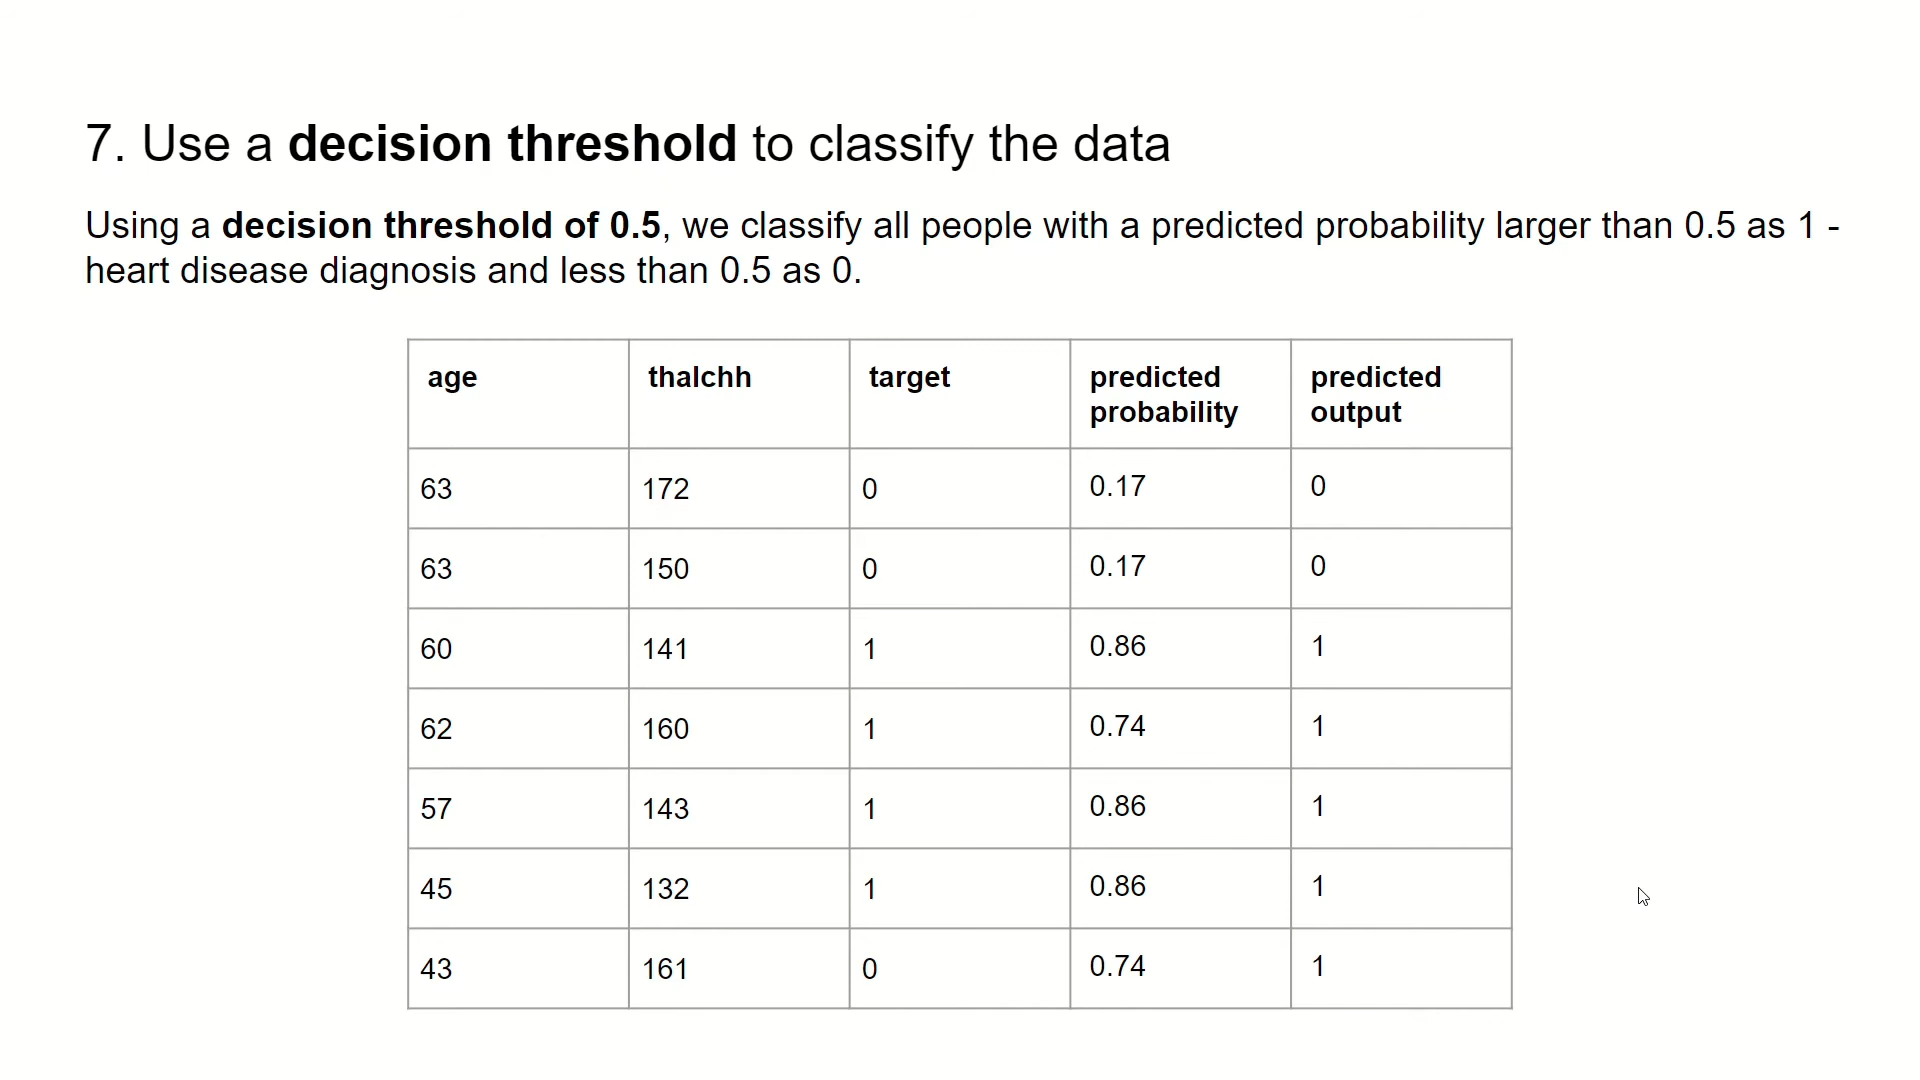 7. Use a decision threshold to classify the data
Using a decision threshold of 0.5, we classify all people with a predicted probability larger than 0.5 as 1 -
heart disease diagnosis and less than 0.5 as 0.
age thalchh target predicted probability predicted output
63 172 0 0.17 0
63 150 0 0.17 0
60 141 1 0.86 1
62 160 1 0.74 1
57 143 1 0.86 1
45 132 1 0.86 1
43 161 0 0.74 1